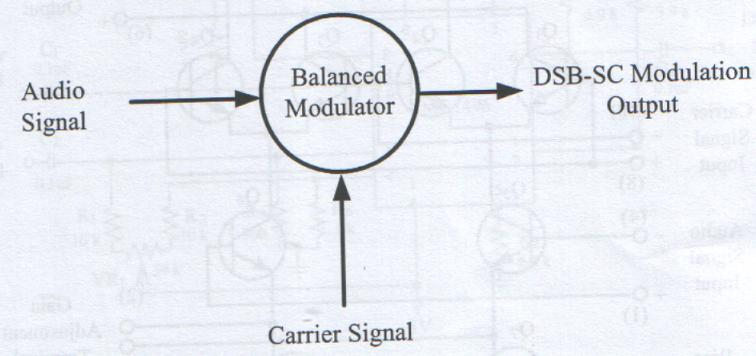 Audio
Signal
Balanced
Modulator
DSB-SC Modulation
Output
Carrier Signal